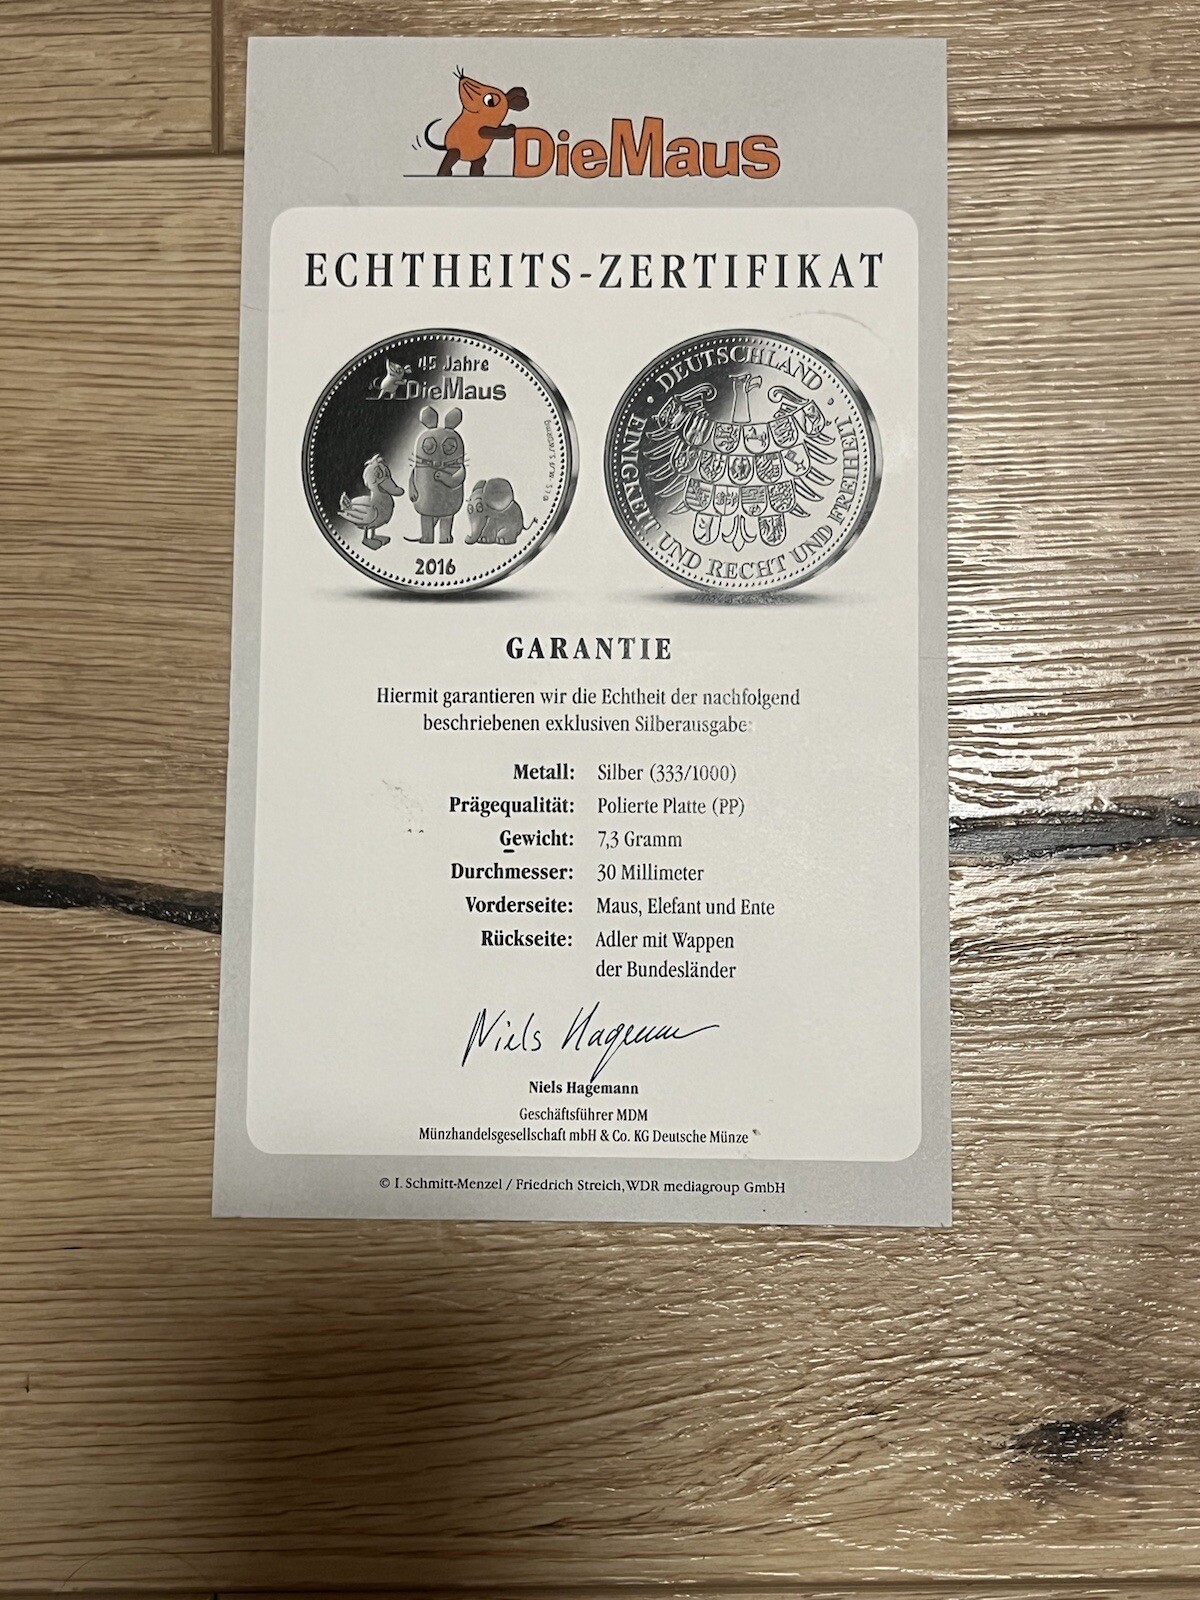 DieMaus
ECHTHEITS-ZERTIFIKAT
45 Jahre
DieMaus
2016
DEUTSCHLAND
EINIGKEIT UND RECHT UND FREIHEIT
GARANTIE
Hiermit garantieren wir die Echtheit der nachfolgend
beschriebenen exklusiven Silberausgabe:
Metall: Silber (333/1000)
Prägequalität: Polierte Platte (PP)
Gewicht: 7,3 Gramm
Durchmesser: 30 Millimeter
Vorderseite: Maus, Elefant und Ente
Rückseite: Adler mit Wappen
der Bundesländer
Niels Hagemann
Niels Hagemann
Geschäftsführer MDM
Münzhandelsgesellschaft mbH & Co. KG Deutsche Münze
© I. Schmitt-Menzel / Friedrich Streich, WDR mediagroup GmbH